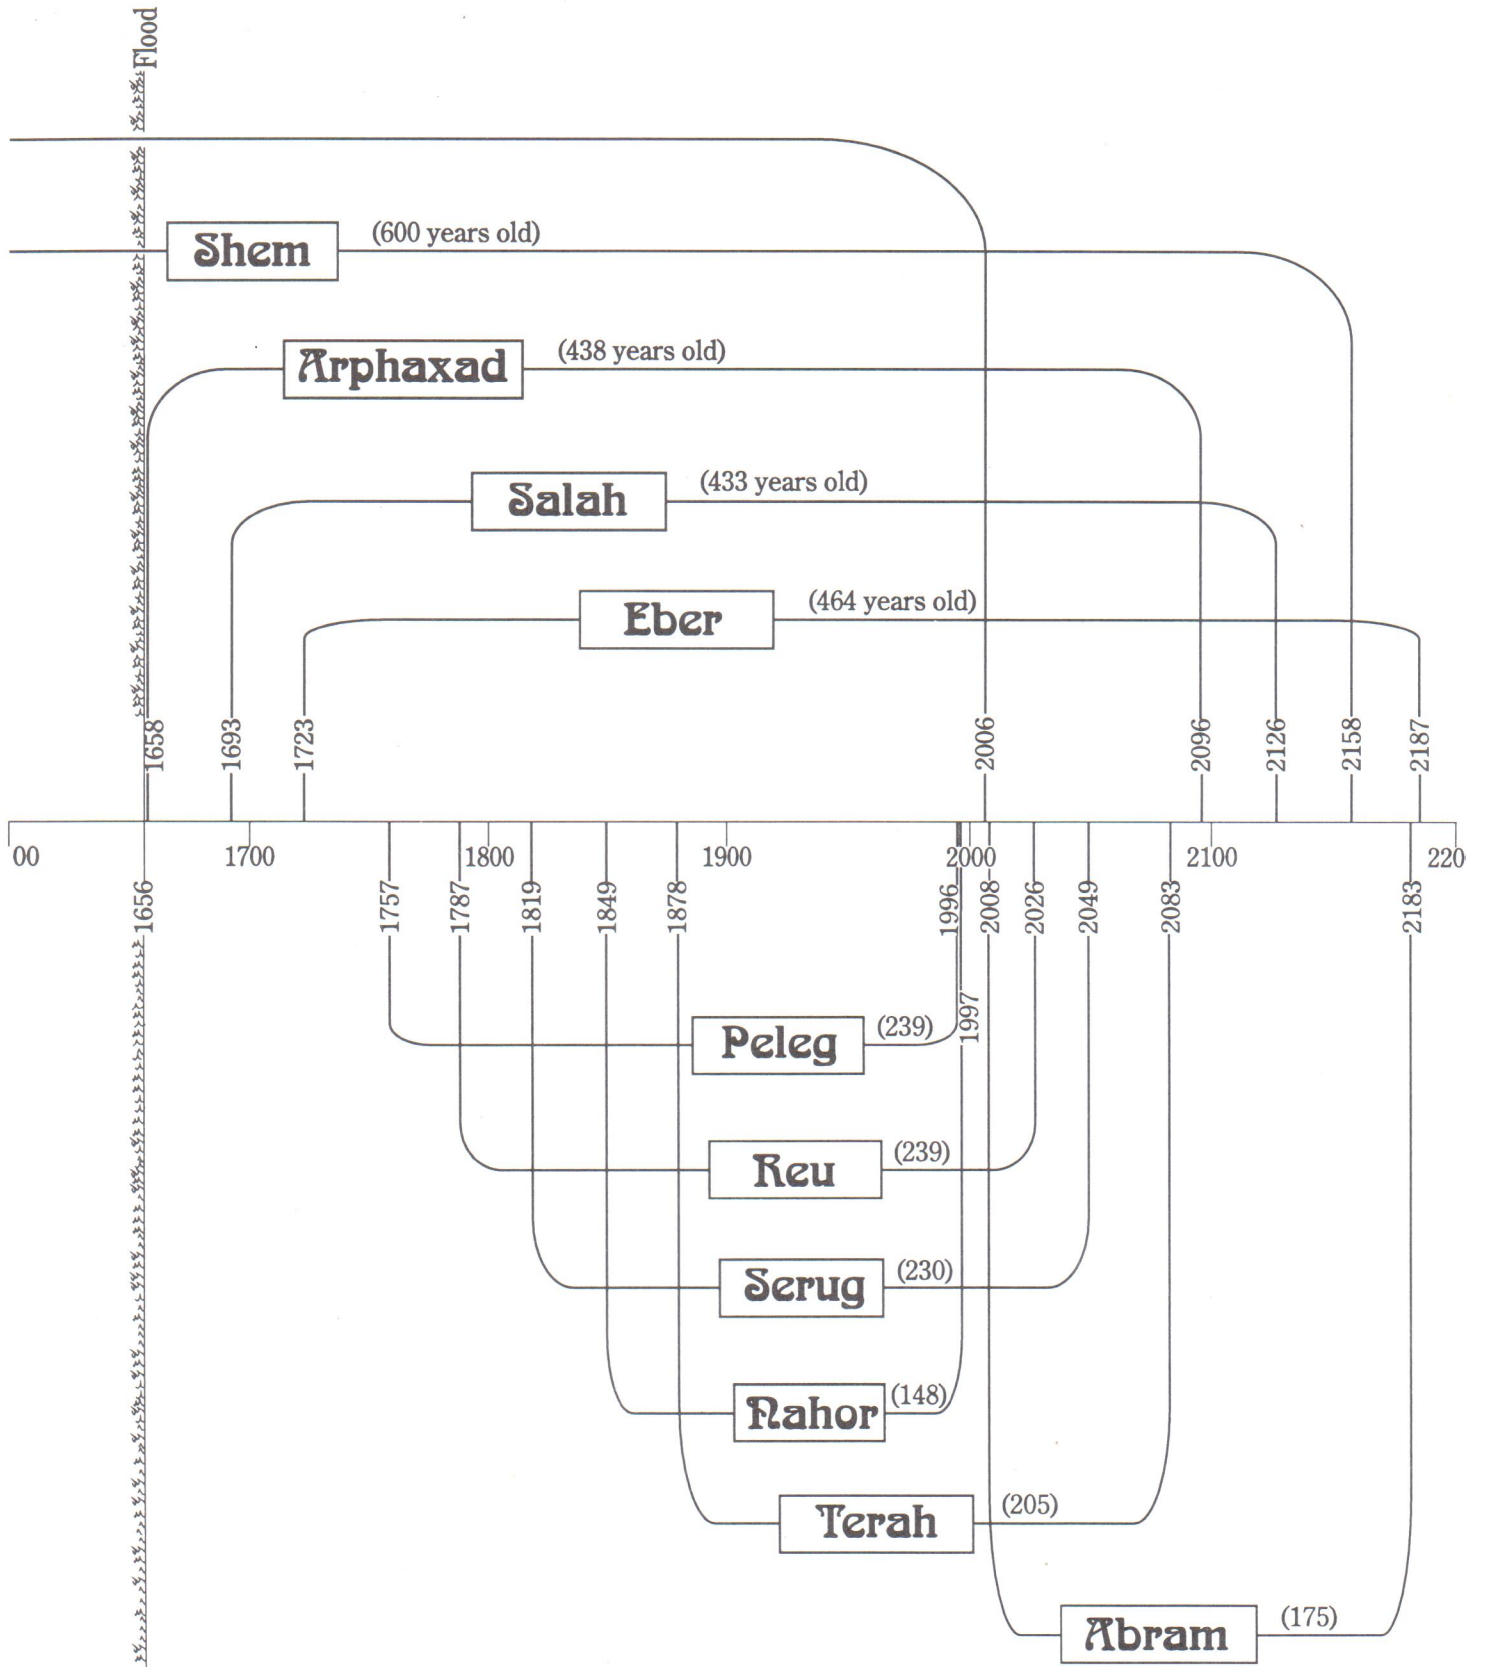 Flood
Shem
(600 years old)
Arphaxad
(438 years old)
Salah
(433 years old)
Eber
(464 years old)
1658
1693
1723
2006
2096
2126
2158
2187
00
1700
1800
1900
2000
2100
220
1656
1757
1787
1819
1849
1878
1996
2008
2026
2049
2083
2183
1997
Peleg
(239)
Reu
(239)
Serug
(230)
Nahor
(148)
Terah
(205)
Abram
(175)